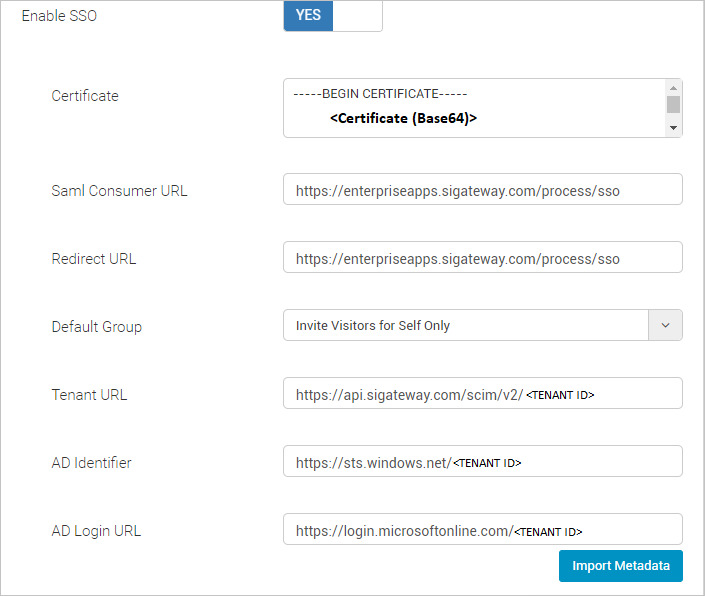 Enable SSO YES
Certificate -----BEGIN CERTIFICATE-----
<Certificate (Base64)>
Saml Consumer URL https://enterpriseapps.sigateway.com/process/sso
Redirect URL https://enterpriseapps.sigateway.com/process/sso
Default Group Invite Visitors for Self Only
Tenant URL https://api.sigateway.com/scim/v2/ <TENANT ID>
AD Identifier https://sts.windows.net/<TENANT ID>
AD Login URL https://login.microsoftonline.com/<TENANT ID>
Import Metadata